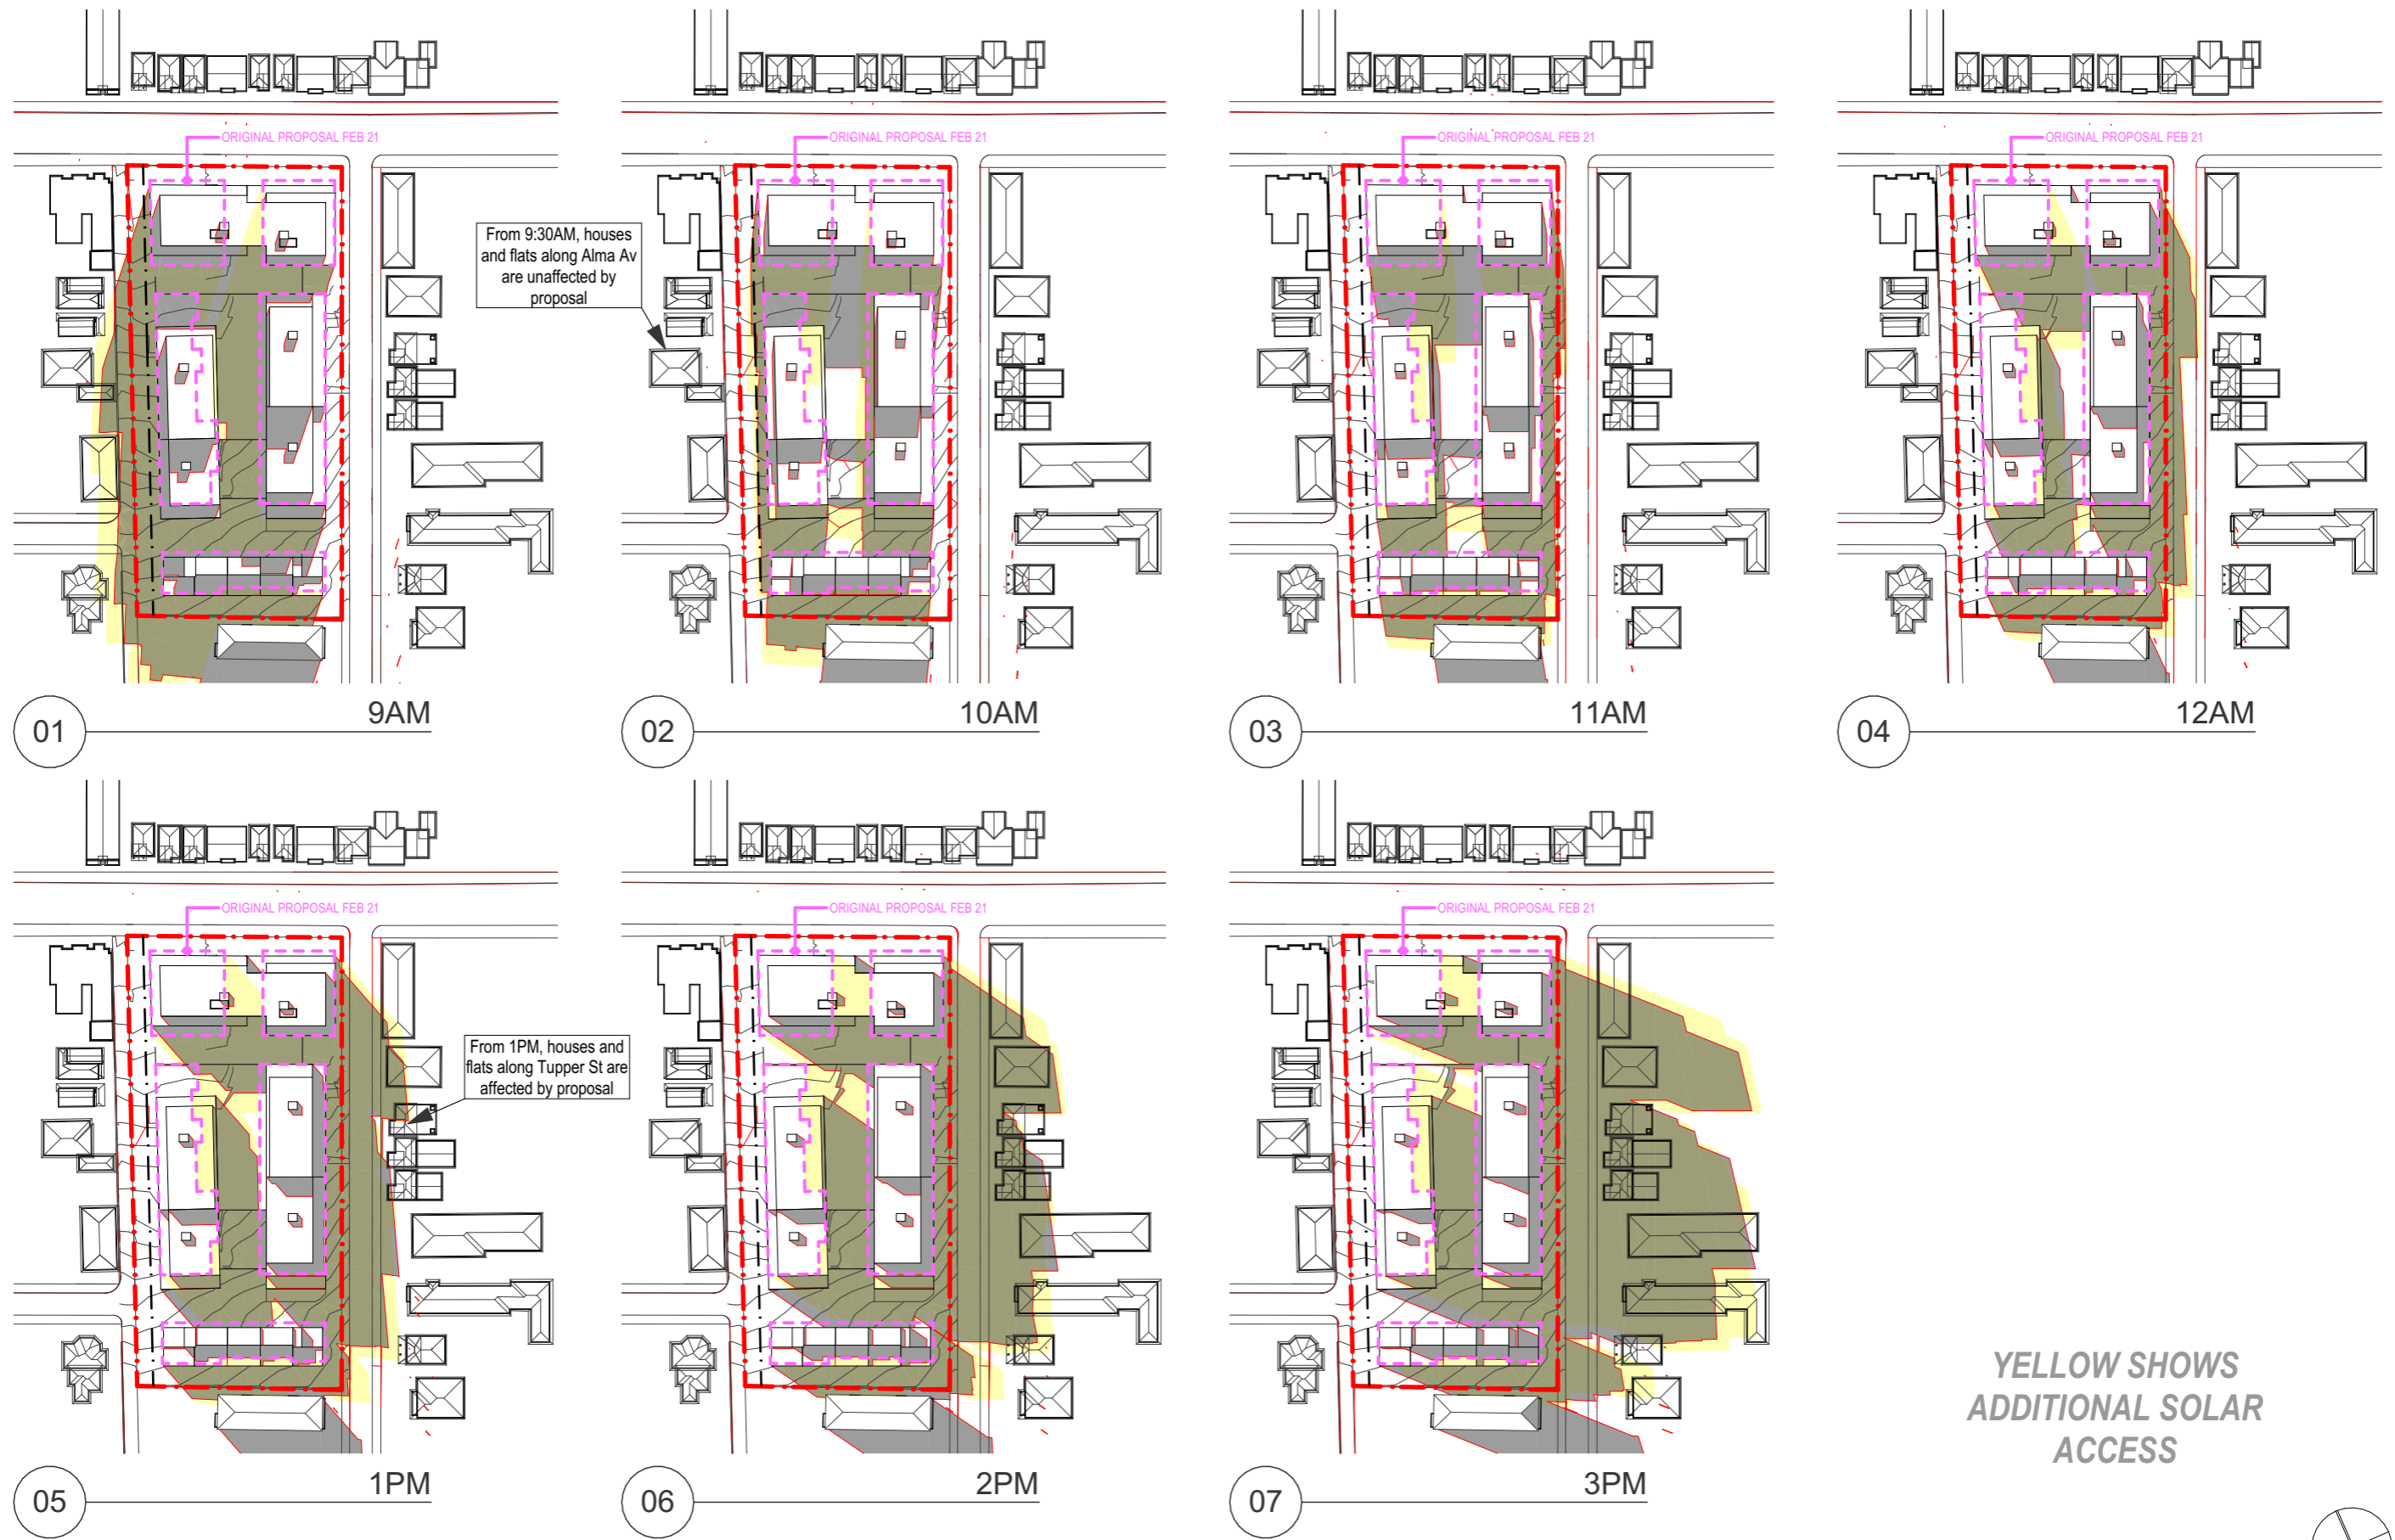 ORIGINAL PROPOSAL FEB 21
ORIGINAL PROPOSAL FEB 21
ORIGINAL PROPOSAL FEB 21
ORIGINAL PROPOSAL FEB 21
From 9:30AM, houses
and flats along Alma Av
are unaffected by
proposal
01
9AM
02
10AM
03
11AM
04
12AM
ORIGINAL PROPOSAL FEB 21
ORIGINAL PROPOSAL FEB 21
ORIGINAL PROPOSAL FEB 21
From 1PM, houses and
flats along Tupper St are
affected by proposal
YELLOW SHOWS
ADDITIONAL SOLAR
ACCESS
05
1PM
06
2PM
07
3PM